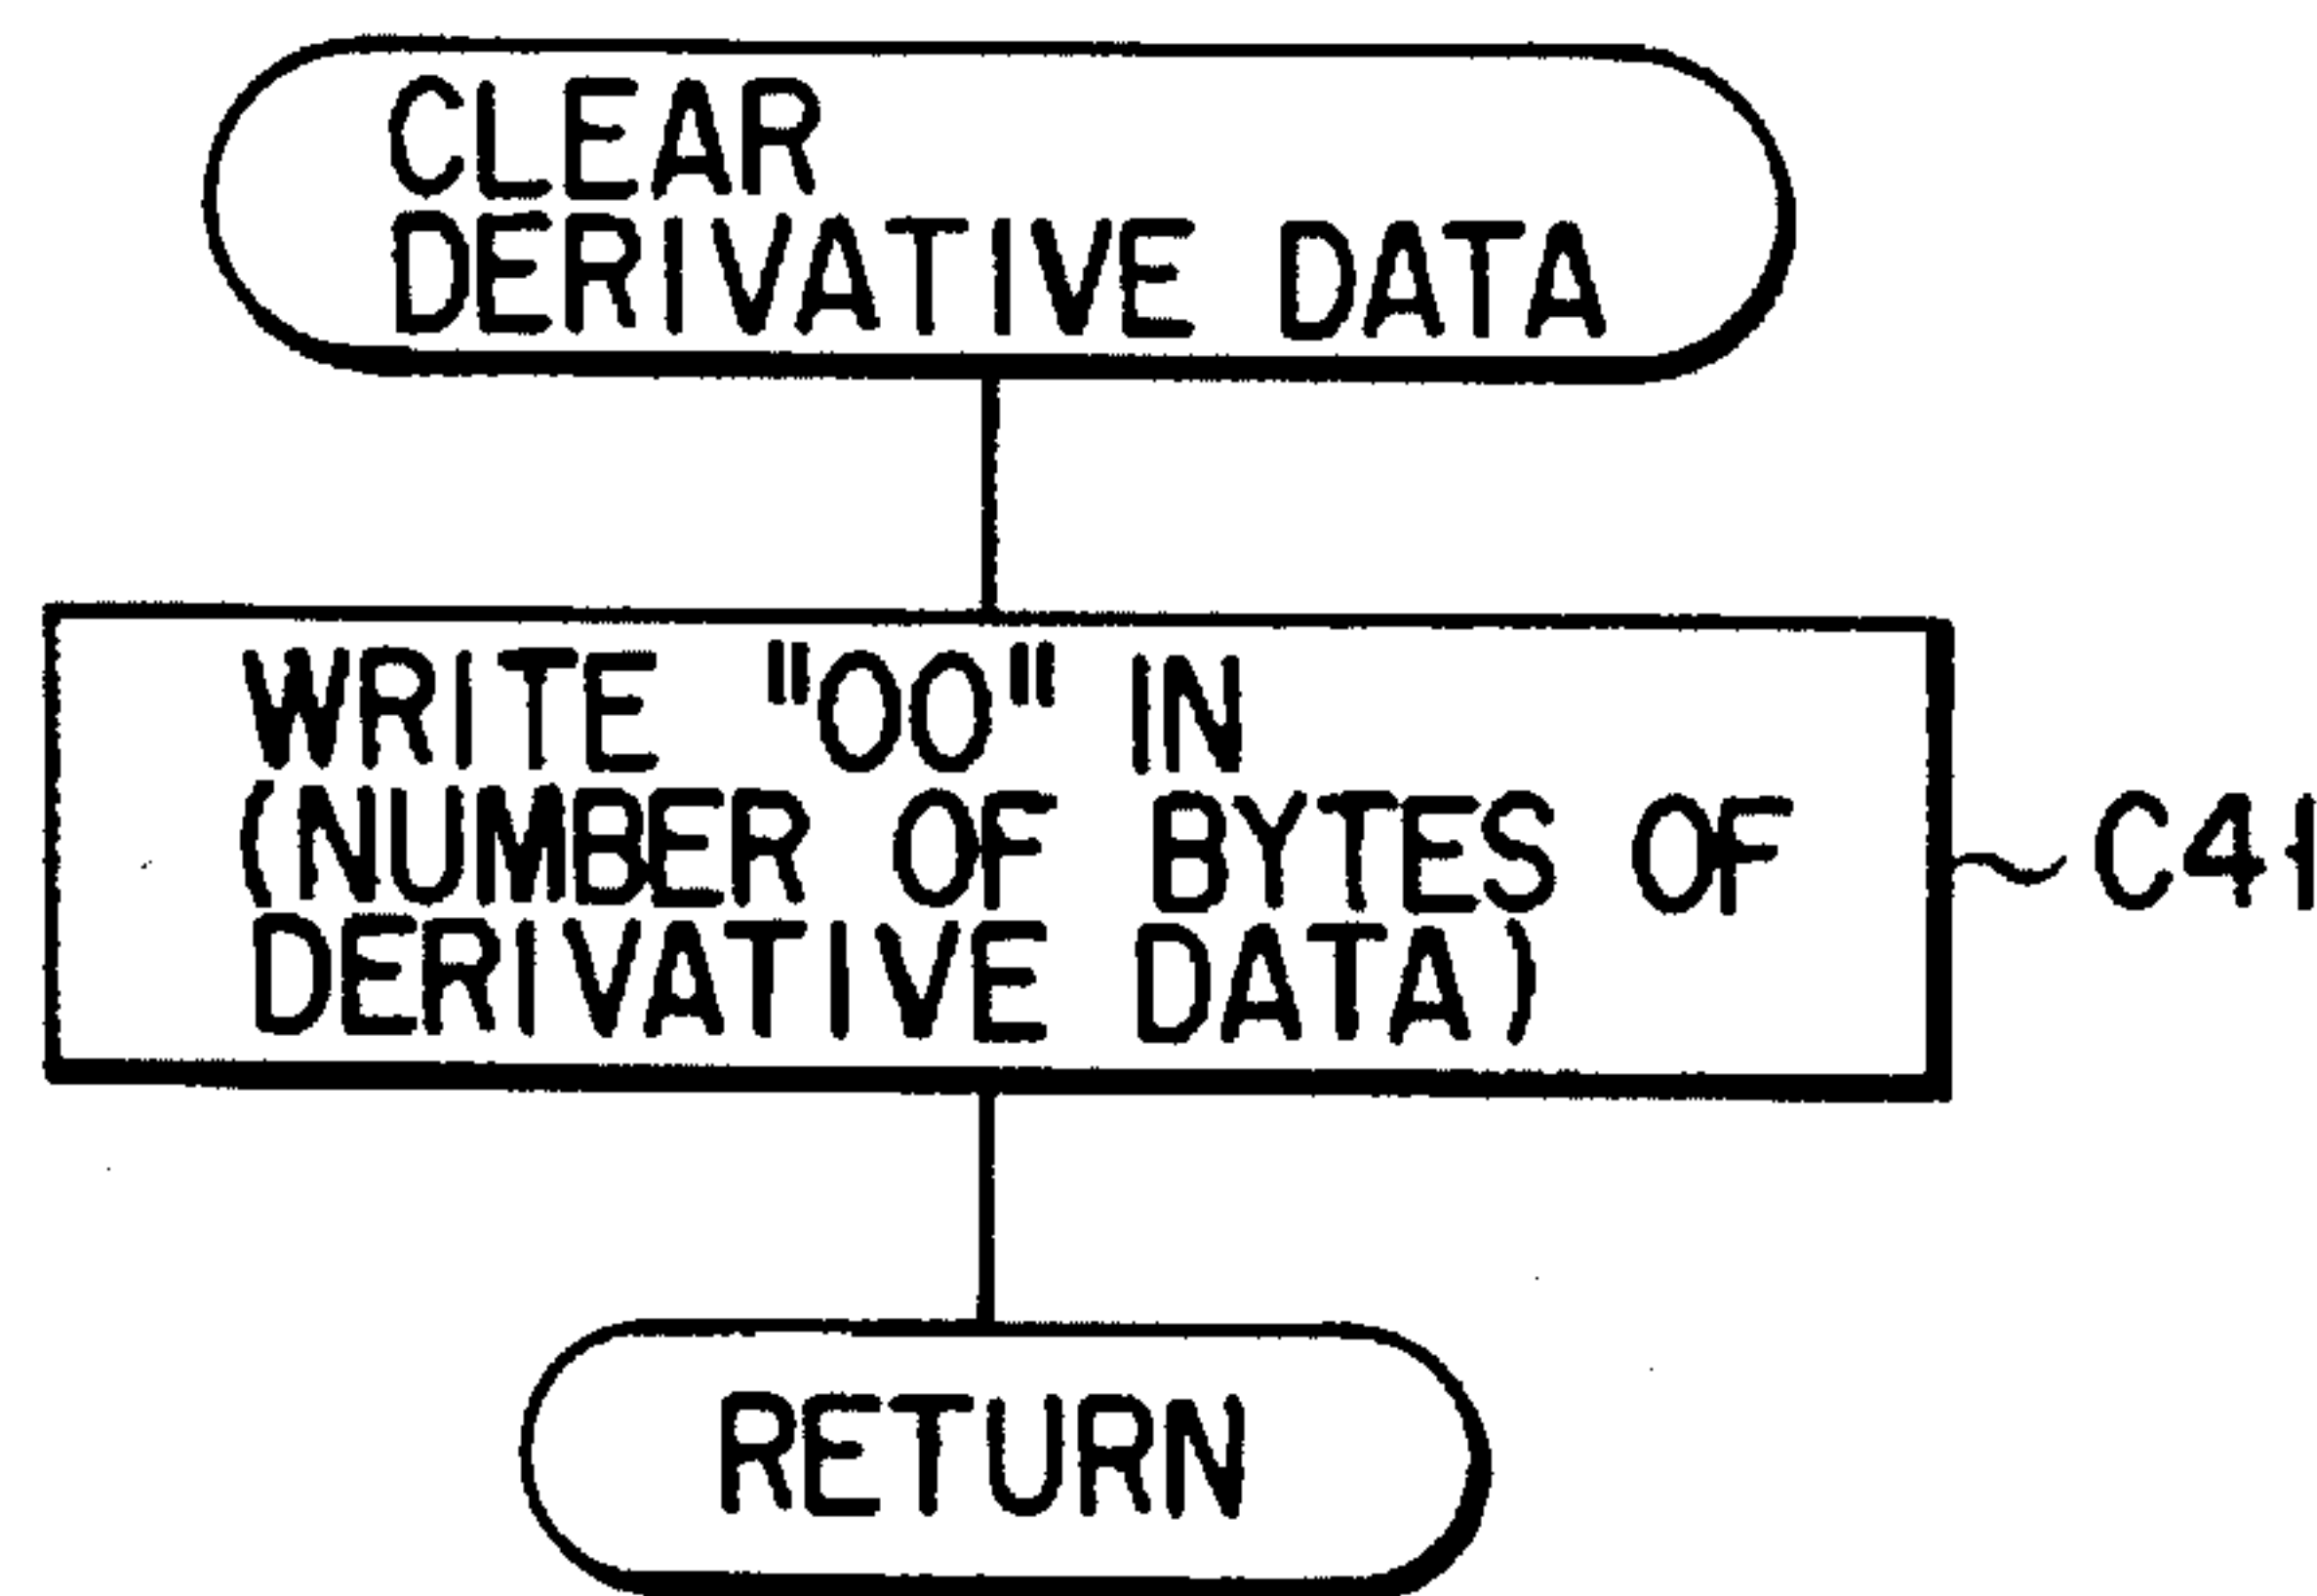 CLEAR
DERIVATIVE DATA
WRITE "00" IN
(NUMBER OF BYTES OF
DERIVATIVE DATA)
C41
RETURN